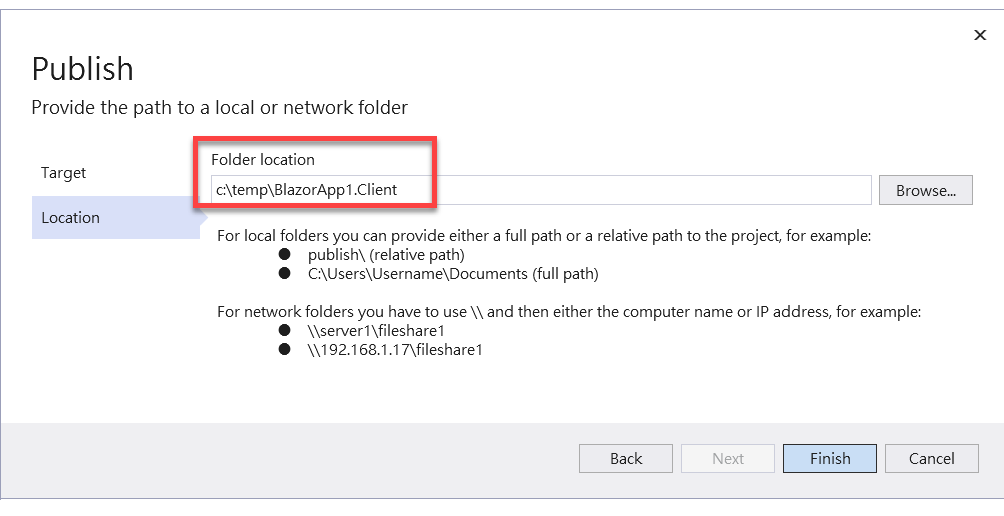 Publish
Provide the path to a local or network folder
Target
Location
Folder location
c:\temp\BlazorApp1.Client
Browse...
For local folders you can provide either a full path or a relative path to the project, for example:
● publish\ (relative path)
● C:\Users\Username\Documents (full path)
For network folders you have to use \\ and then either the computer name or IP address, for example:
● \\server1\fileshare1
● \\192.168.1.17\fileshare1
Back
Next
Finish
Cancel